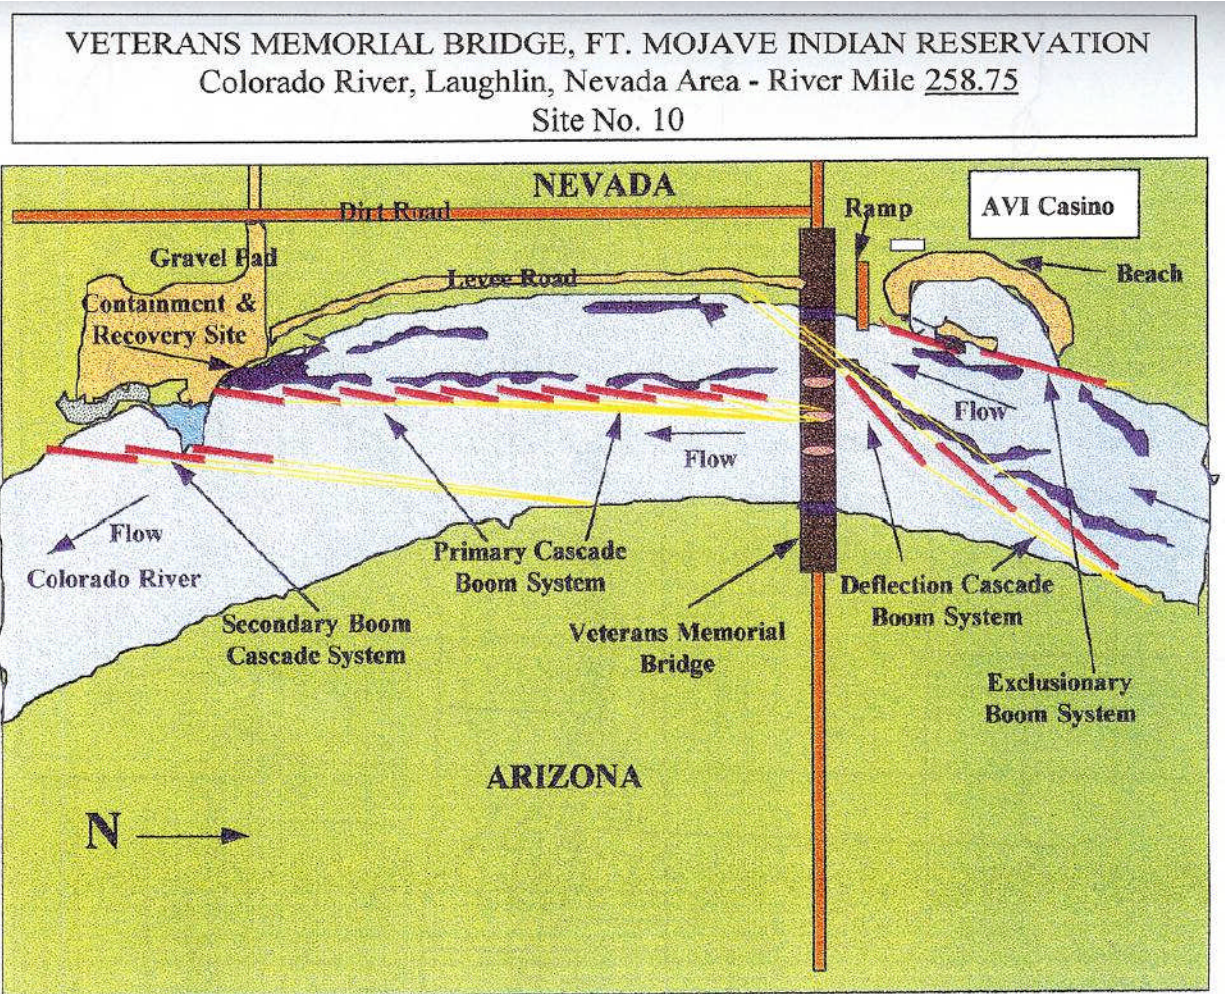 VETERANS MEMORIAL BRIDGE, FT. MOJAVE INDIAN RESERVATION
Colorado River, Laughlin, Nevada Area - River Mile 258.75
Site No. 10
NEVADA
Dirt Road
Ramp
AVI Casino
Gravel Pad
Levee Road
Beach
Containment &
Recovery Site
Flow
Flow
Flow
Colorado River
Primary Cascade
Boom System
Deflection Cascade
Boom System
Secondary Boom
Cascade System
Veterans Memorial
Bridge
Exclusionary
Boom System
ARIZONA
N